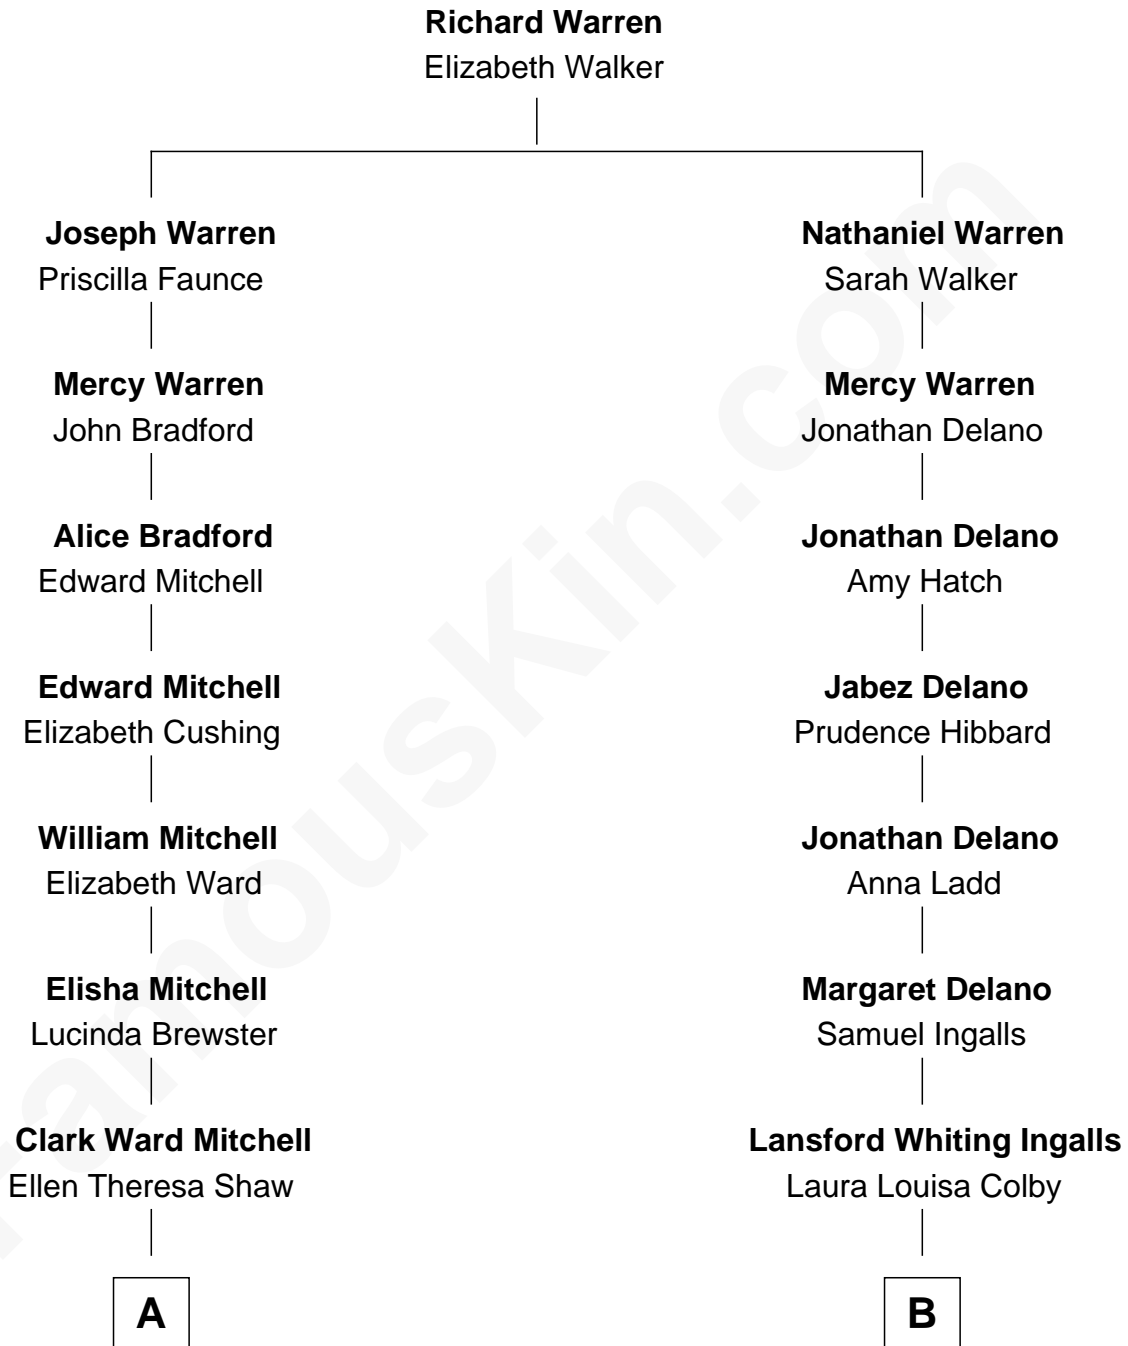 Richard Warren
Elizabeth Walker
Joseph Warren
Priscilla Faunce
Nathaniel Warren
Sarah Walker
Mercy Warren
John Bradford
Mercy Warren
Jonathan Delano
Alice Bradford
Edward Mitchell
Jonathan Delano
Amy Hatch
Edward Mitchell
Elizabeth Cushing
Jabez Delano
Prudence Hibbard
William Mitchell
Elizabeth Ward
Jonathan Delano
Anna Ladd
Elisha Mitchell
Lucinda Brewster
Margaret Delano
Samuel Ingalls
Clark Ward Mitchell
Ellen Theresa Shaw
Lansford Whiting Ingalls
Laura Louisa Colby
A
B
FamousKin.com